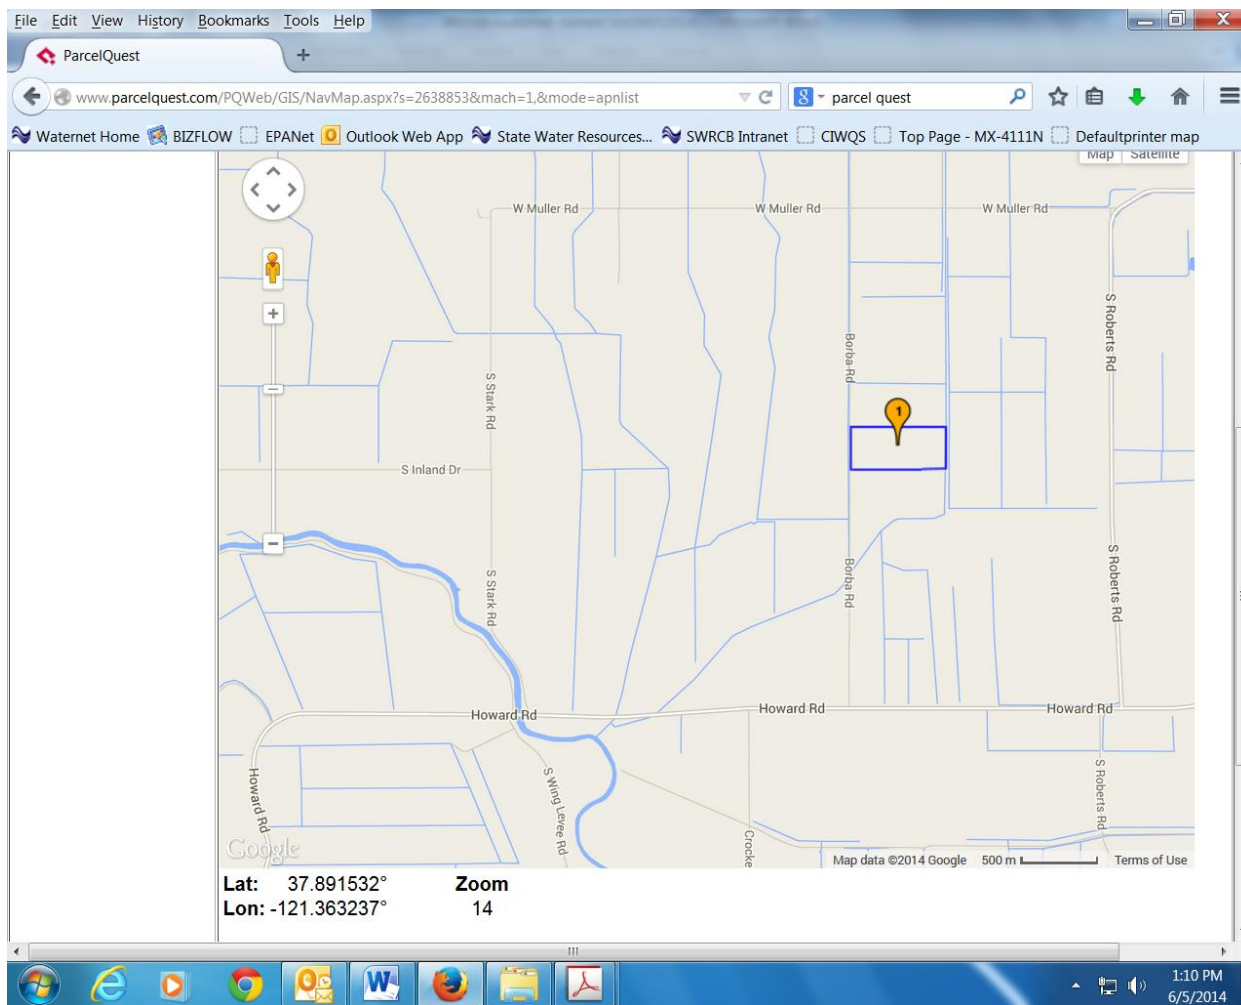 File Edit View History Bookmarks Tools Help
ParcelQuest
www.parcelquest.com/PQWeb/GIS/NavMap.aspx?s=2638853&mach=1,&mode=apnlist
8 parcel quest
Waternet Home BIZFLOW EPANet Outlook Web App State Water Resources... SWRCB Intranet CIWQS Top Page - MX-4111N Defaultprinter map
Map Satellite
W Muller Rd W Muller Rd W Muller Rd
S Roberts Rd
Borba Rd
S Stark Rd
1
S Inland Dr
S Roberts Rd
Borba Rd
S Stark Rd
Howard Rd Howard Rd Howard Rd
Howard Rd
S Wing Levee Rd
S Roberts Rd
Crocke
Google
Map data ©2014 Google 500 m Terms of Use
Lat: 37.891532° Zoom
Lon: -121.363237° 14
1:10 PM
6/5/2014